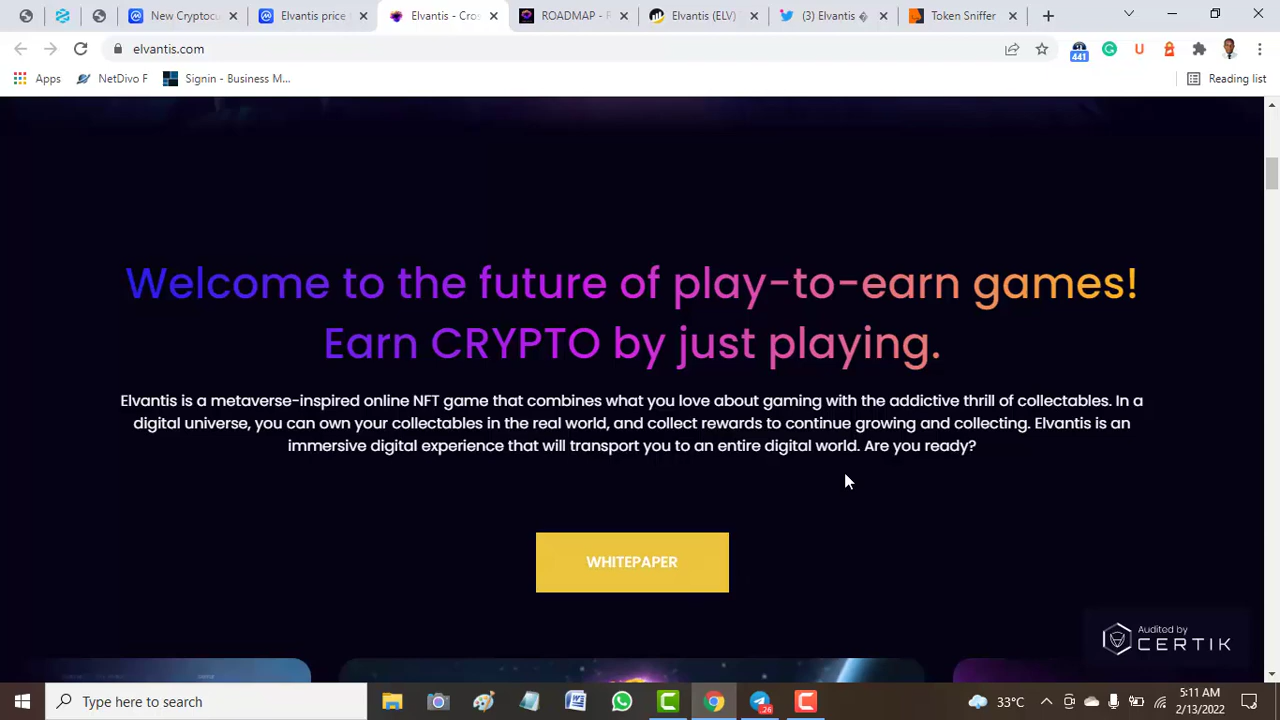 New Cryptoc
Elvantis price
Elvantis - Cros
ROADMAP - R
Elvantis (ELV)
(3) Elvantis
Token Sniffer
elvantis.com
441
Apps
NetDivo F
Signin - Business M...
Reading list
Welcome to the future of play-to-earn games!
Earn CRYPTO by just playing.
Elvantis is a metaverse-inspired online NFT game that combines what you love about gaming with the addictive thrill of collectables. In a
digital universe, you can own your collectables in the real world, and collect rewards to continue growing and collecting. Elvantis is an
immersive digital experience that will transport you to an entire digital world. Are you ready?
WHITEPAPER
Audited by
CERTIK
Type here to search
26
33°C
5:11 AM
2/13/2022